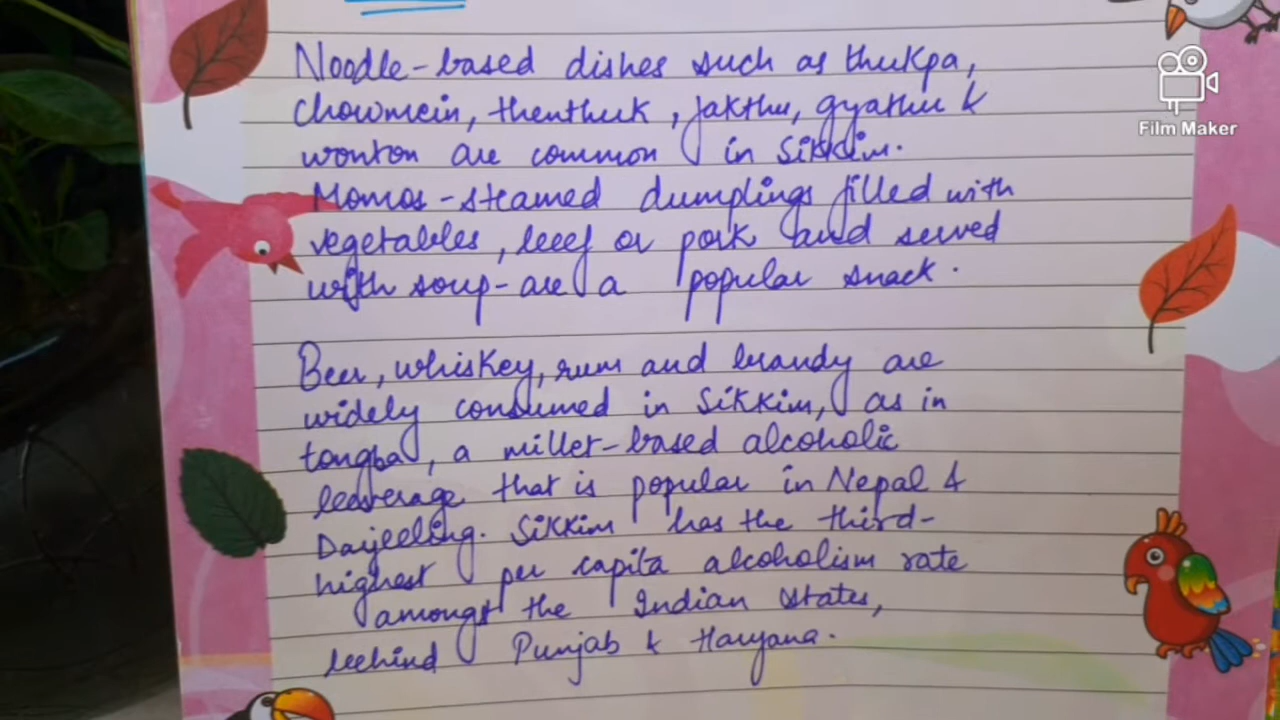 Noodle-based dishes such as thukpa,
Chowmein, thenthuk, jakthu, gyathu &
wonton are common in Sikkim.
Momos-steamed dumplings filled with
vegetables, beef or pork and served
with soup-are a popular snack.
Beer, whiskey, rum and brandy are
widely consumed in Sikkim, as in
tongba, a millet-based alcoholic
beaverage that is popular in Nepal &
Darjeeling. Sikkim has the third-
highest per capita alcoholism rate
amongst the Indian states,
behind Punjab & Haryana.
Film Maker